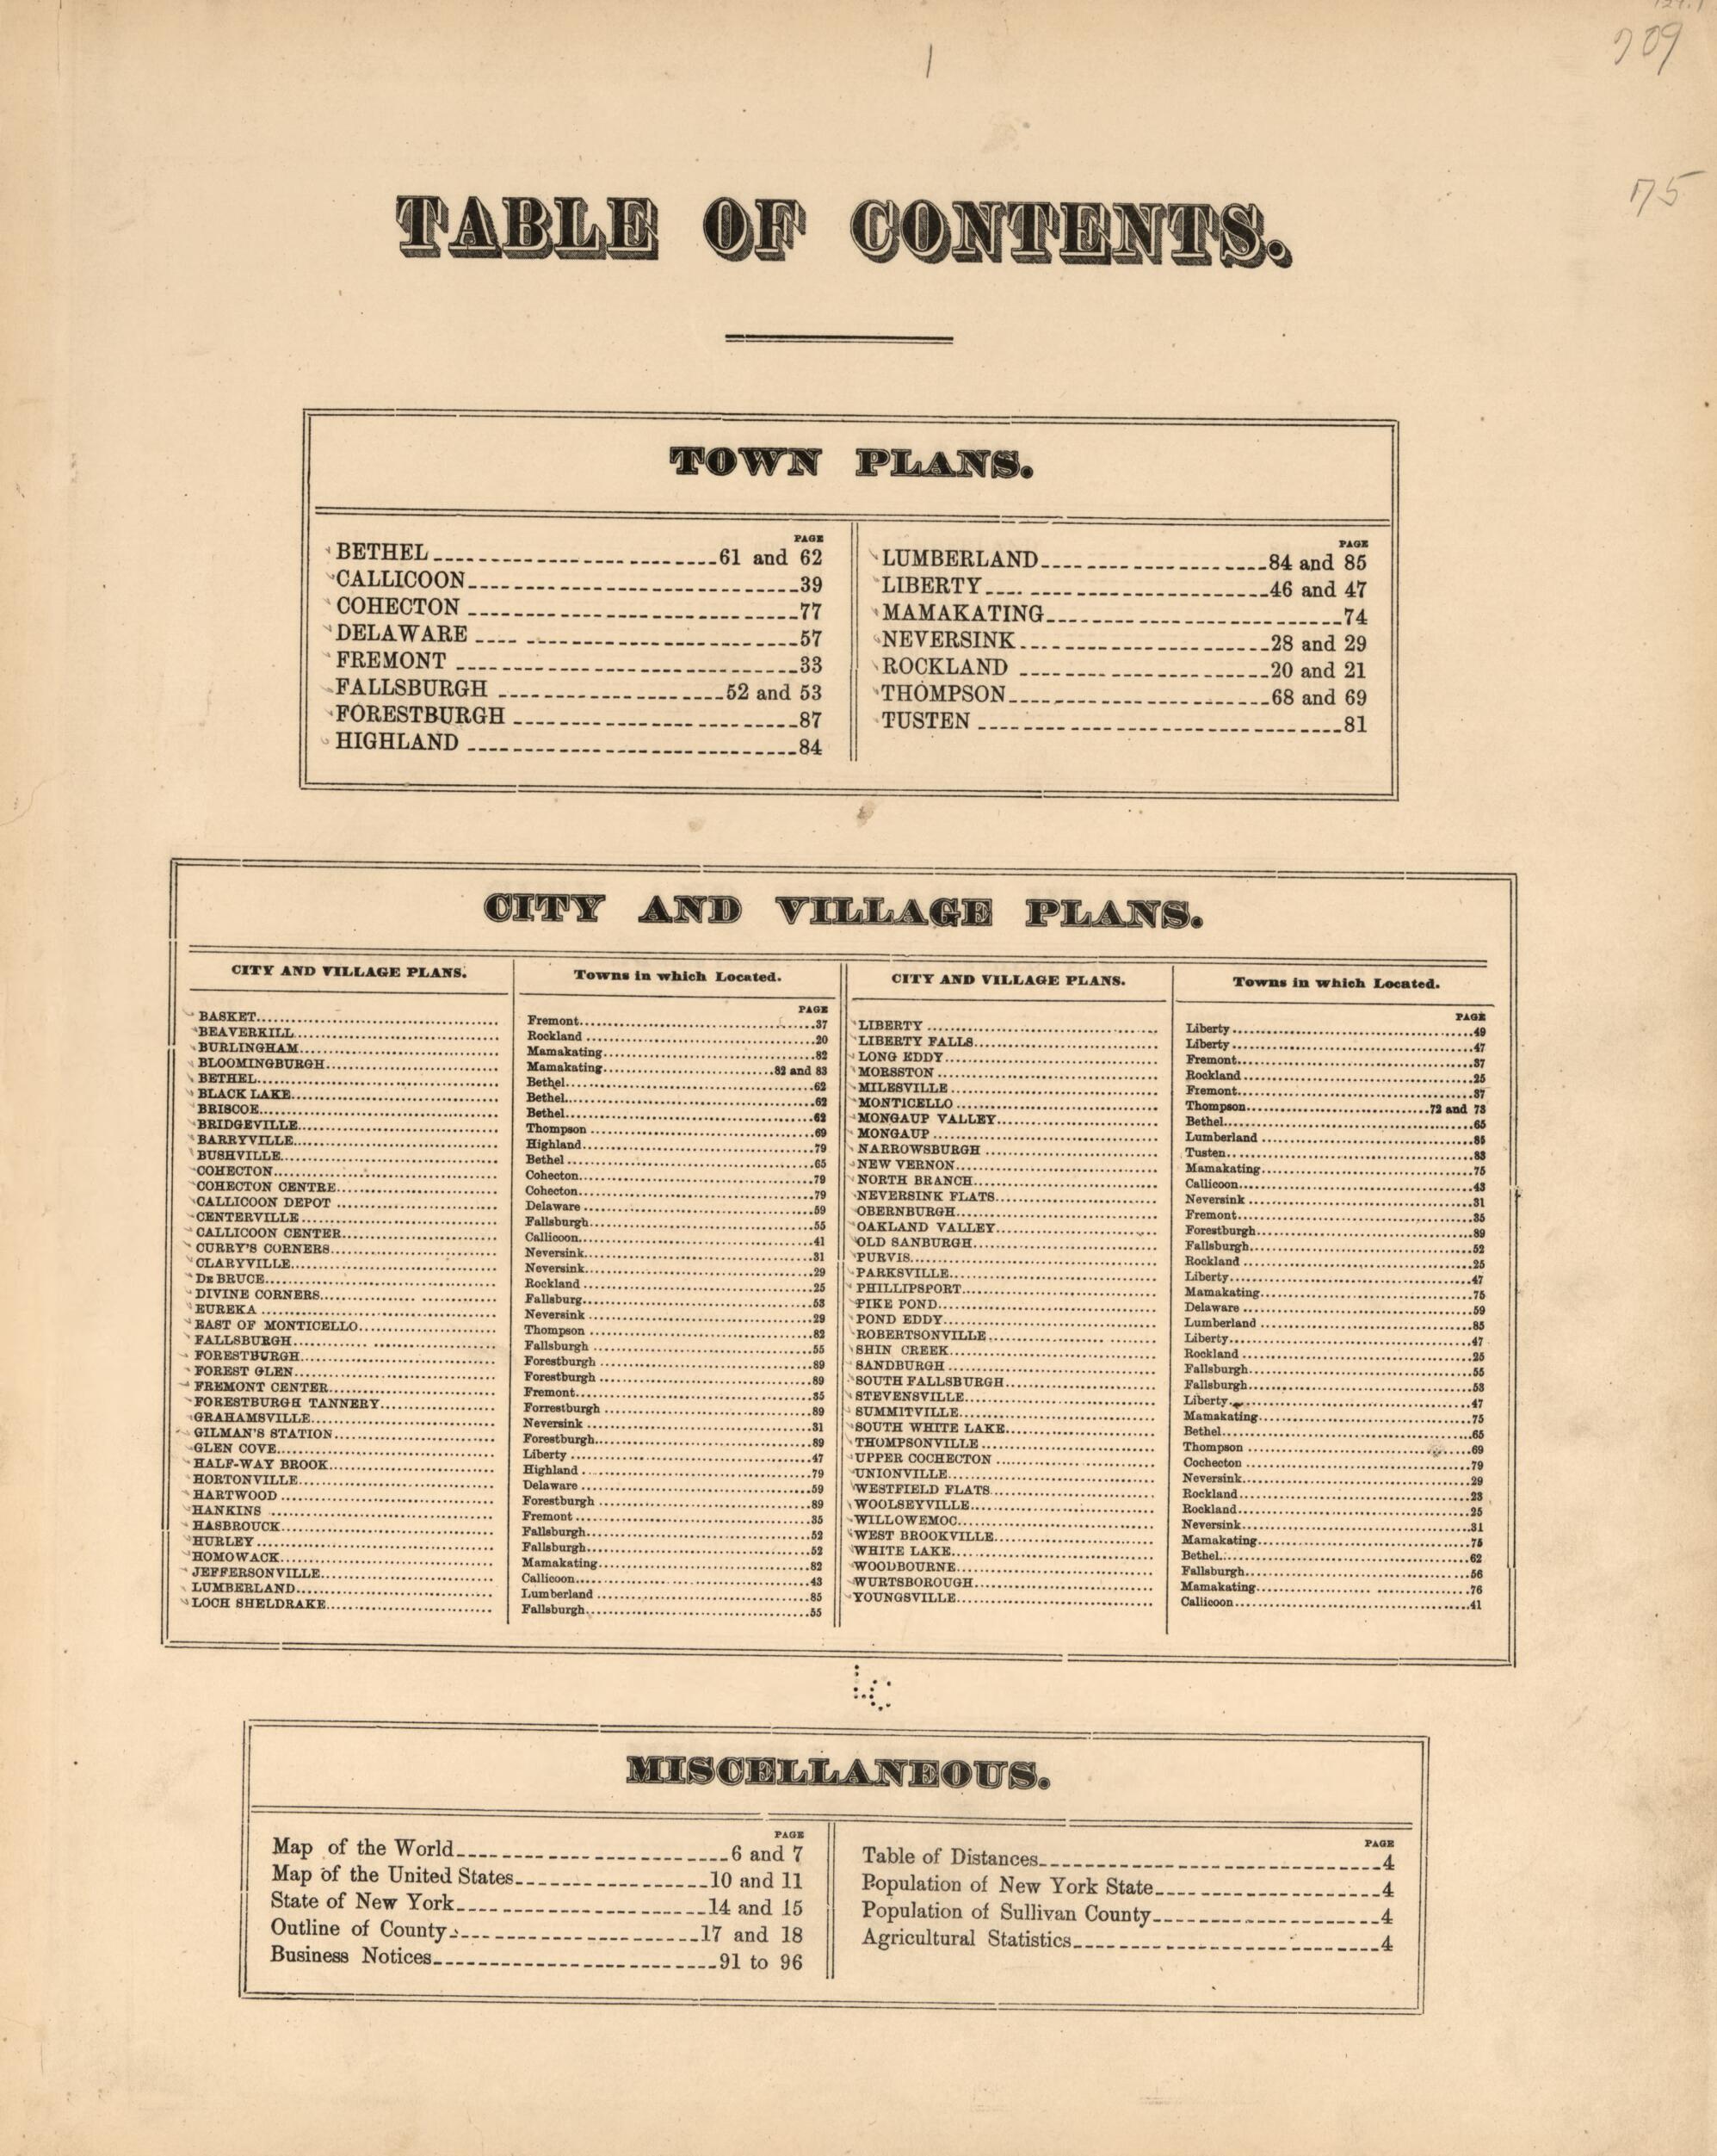 709
75
TABLE OF CONTENTS.
TOWN PLANS.
PAGE
BETHEL 61 and 62
CALLICOON 39
COHECTON 77
DELAWARE 57
FREMONT 33
FALLSBURGH 52 and 53
FORESTBURGH 87
HIGHLAND 84
PAGE
LUMBERLAND 84 and 85
LIBERTY 46 and 47
MAMAKATING 74
NEVERSINK 28 and 29
ROCKLAND 20 and 21
THOMPSON 68 and 69
TUSTEN 81
CITY AND VILLAGE PLANS.
CITY AND VILLAGE PLANS. Towns in which Located.
PAGE
BASKET Fremont 37
BEAVERKILL Rockland 20
BURLINGHAM Mamakating 82
BLOOMINGBURGH Mamakating 82 and 83
BETHEL Bethel 62
BLACK LAKE Bethel 62
BRISCOE Bethel 62
BRIDGEVILLE Thompson 69
BARRYVILLE Highland 79
BUSHVILLE Bethel 65
COHECTON Cohecton 79
COHECTON CENTRE Cohecton 79
CALLICOON DEPOT Delaware 59
CENTERVILLE Fallsburgh 55
CALLICOON CENTER Callicoon 41
CURRY'S CORNERS Neversink 31
CLARYVILLE Neversink 29
DE BRUCE Rockland 25
DIVINE CORNERS Fallsburg 53
EUREKA Neversink 29
EAST OF MONTICELLO Thompson 82
FALLSBURGH Fallsburgh 55
FORESTBURGH Forestburgh 89
FOREST GLEN Forestburgh 89
FREMONT CENTER Fremont 35
FORESTBURGH TANNERY Forrestburgh 89
GRAHAMSVILLE Neversink 31
GILMAN'S STATION Forestburgh 89
GLEN COVE Liberty 47
HALF-WAY BROOK Highland 79
HORTONVILLE Delaware 59
HARTWOOD Forestburgh 89
HANKINS Fremont 35
HASBROUCK Fallsburgh 52
HURLEY Fallsburgh 52
HOMOWACK Mamakating 82
JEFFERSONVILLE Callicoon 43
LUMBERLAND Lumberland 85
LOCH SHELDRAKE Fallsburgh 55
CITY AND VILLAGE PLANS. Towns in which Located.
PAGE
LIBERTY Liberty 49
LIBERTY FALLS Liberty 47
LONG EDDY Fremont 37
MORSSTON Rockland 25
MILESVILLE Fremont 37
MONTICELLO Thompson 72 and 73
MONGAUP VALLEY Bethel 65
MONGAUP Lumberland 85
NARROWSBURGH Tusten 83
NEW VERNON Mamakating 75
NORTH BRANCH Callicoon 43
NEVERSINK FLATS Neversink 31
OBERNBURGH Fremont 35
OAKLAND VALLEY Forestburgh 89
OLD SANBURGH Fallsburgh 52
PURVIS Rockland 25
PARKSVILLE Liberty 47
PHILLIPSPORT Mamakating 75
PIKE POND Delaware 59
POND EDDY Lumberland 85
ROBERTSONVILLE Liberty 47
SHIN CREEK Rockland 25
SANDBURGH Fallsburgh 55
SOUTH FALLSBURGH Fallsburgh 53
STEVENSVILLE Liberty 47
SUMMITVILLE Mamakating 75
SOUTH WHITE LAKE Bethel 65
THOMPSONVILLE Thompson 69
UPPER COCHECTON Cochecton 79
UNIONVILLE Neversink 29
WESTFIELD FLATS Rockland 23
WOOLSEYVILLE Rockland 25
WILLOWEMOC Neversink 31
WEST BROOKVILLE Mamakating 75
WHITE LAKE Bethel 62
WOODBOURNE Fallsburgh 56
WURTSBOROUGH Mamakating 76
YOUNGSVILLE Callicoon 41
MISCELLANEOUS.
PAGE
Map of the World 6 and 7
Map of the United States 10 and 11
State of New York 14 and 15
Outline of County 17 and 18
Business Notices 91 to 96
PAGE
Table of Distances 4
Population of New York State 4
Population of Sullivan County 4
Agricultural Statistics 4